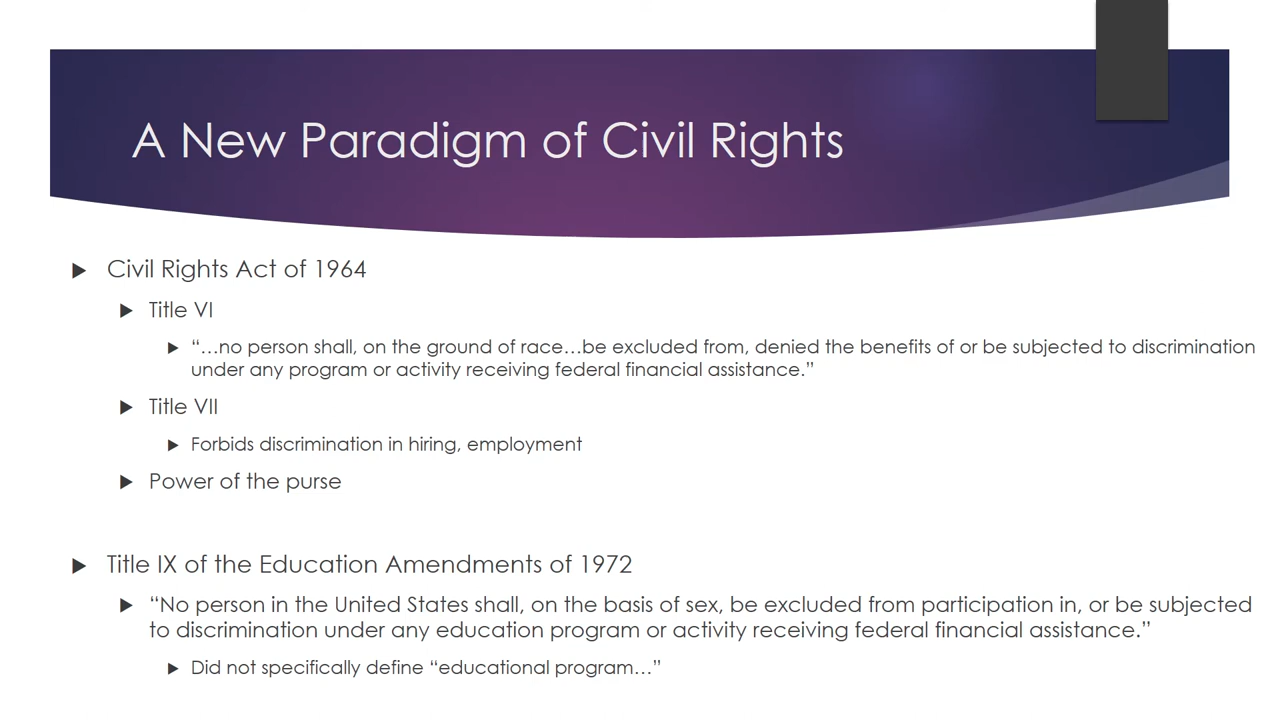 A New Paradigm of Civil Rights
Civil Rights Act of 1964
Title VI
“…no person shall, on the ground of race…be excluded from, denied the benefits of or be subjected to discrimination
under any program or activity receiving federal financial assistance.”
Title VII
Forbids discrimination in hiring, employment
Power of the purse
Title IX of the Education Amendments of 1972
“No person in the United States shall, on the basis of sex, be excluded from participation in, or be subjected
to discrimination under any education program or activity receiving federal financial assistance.”
Did not specifically define “educational program…”